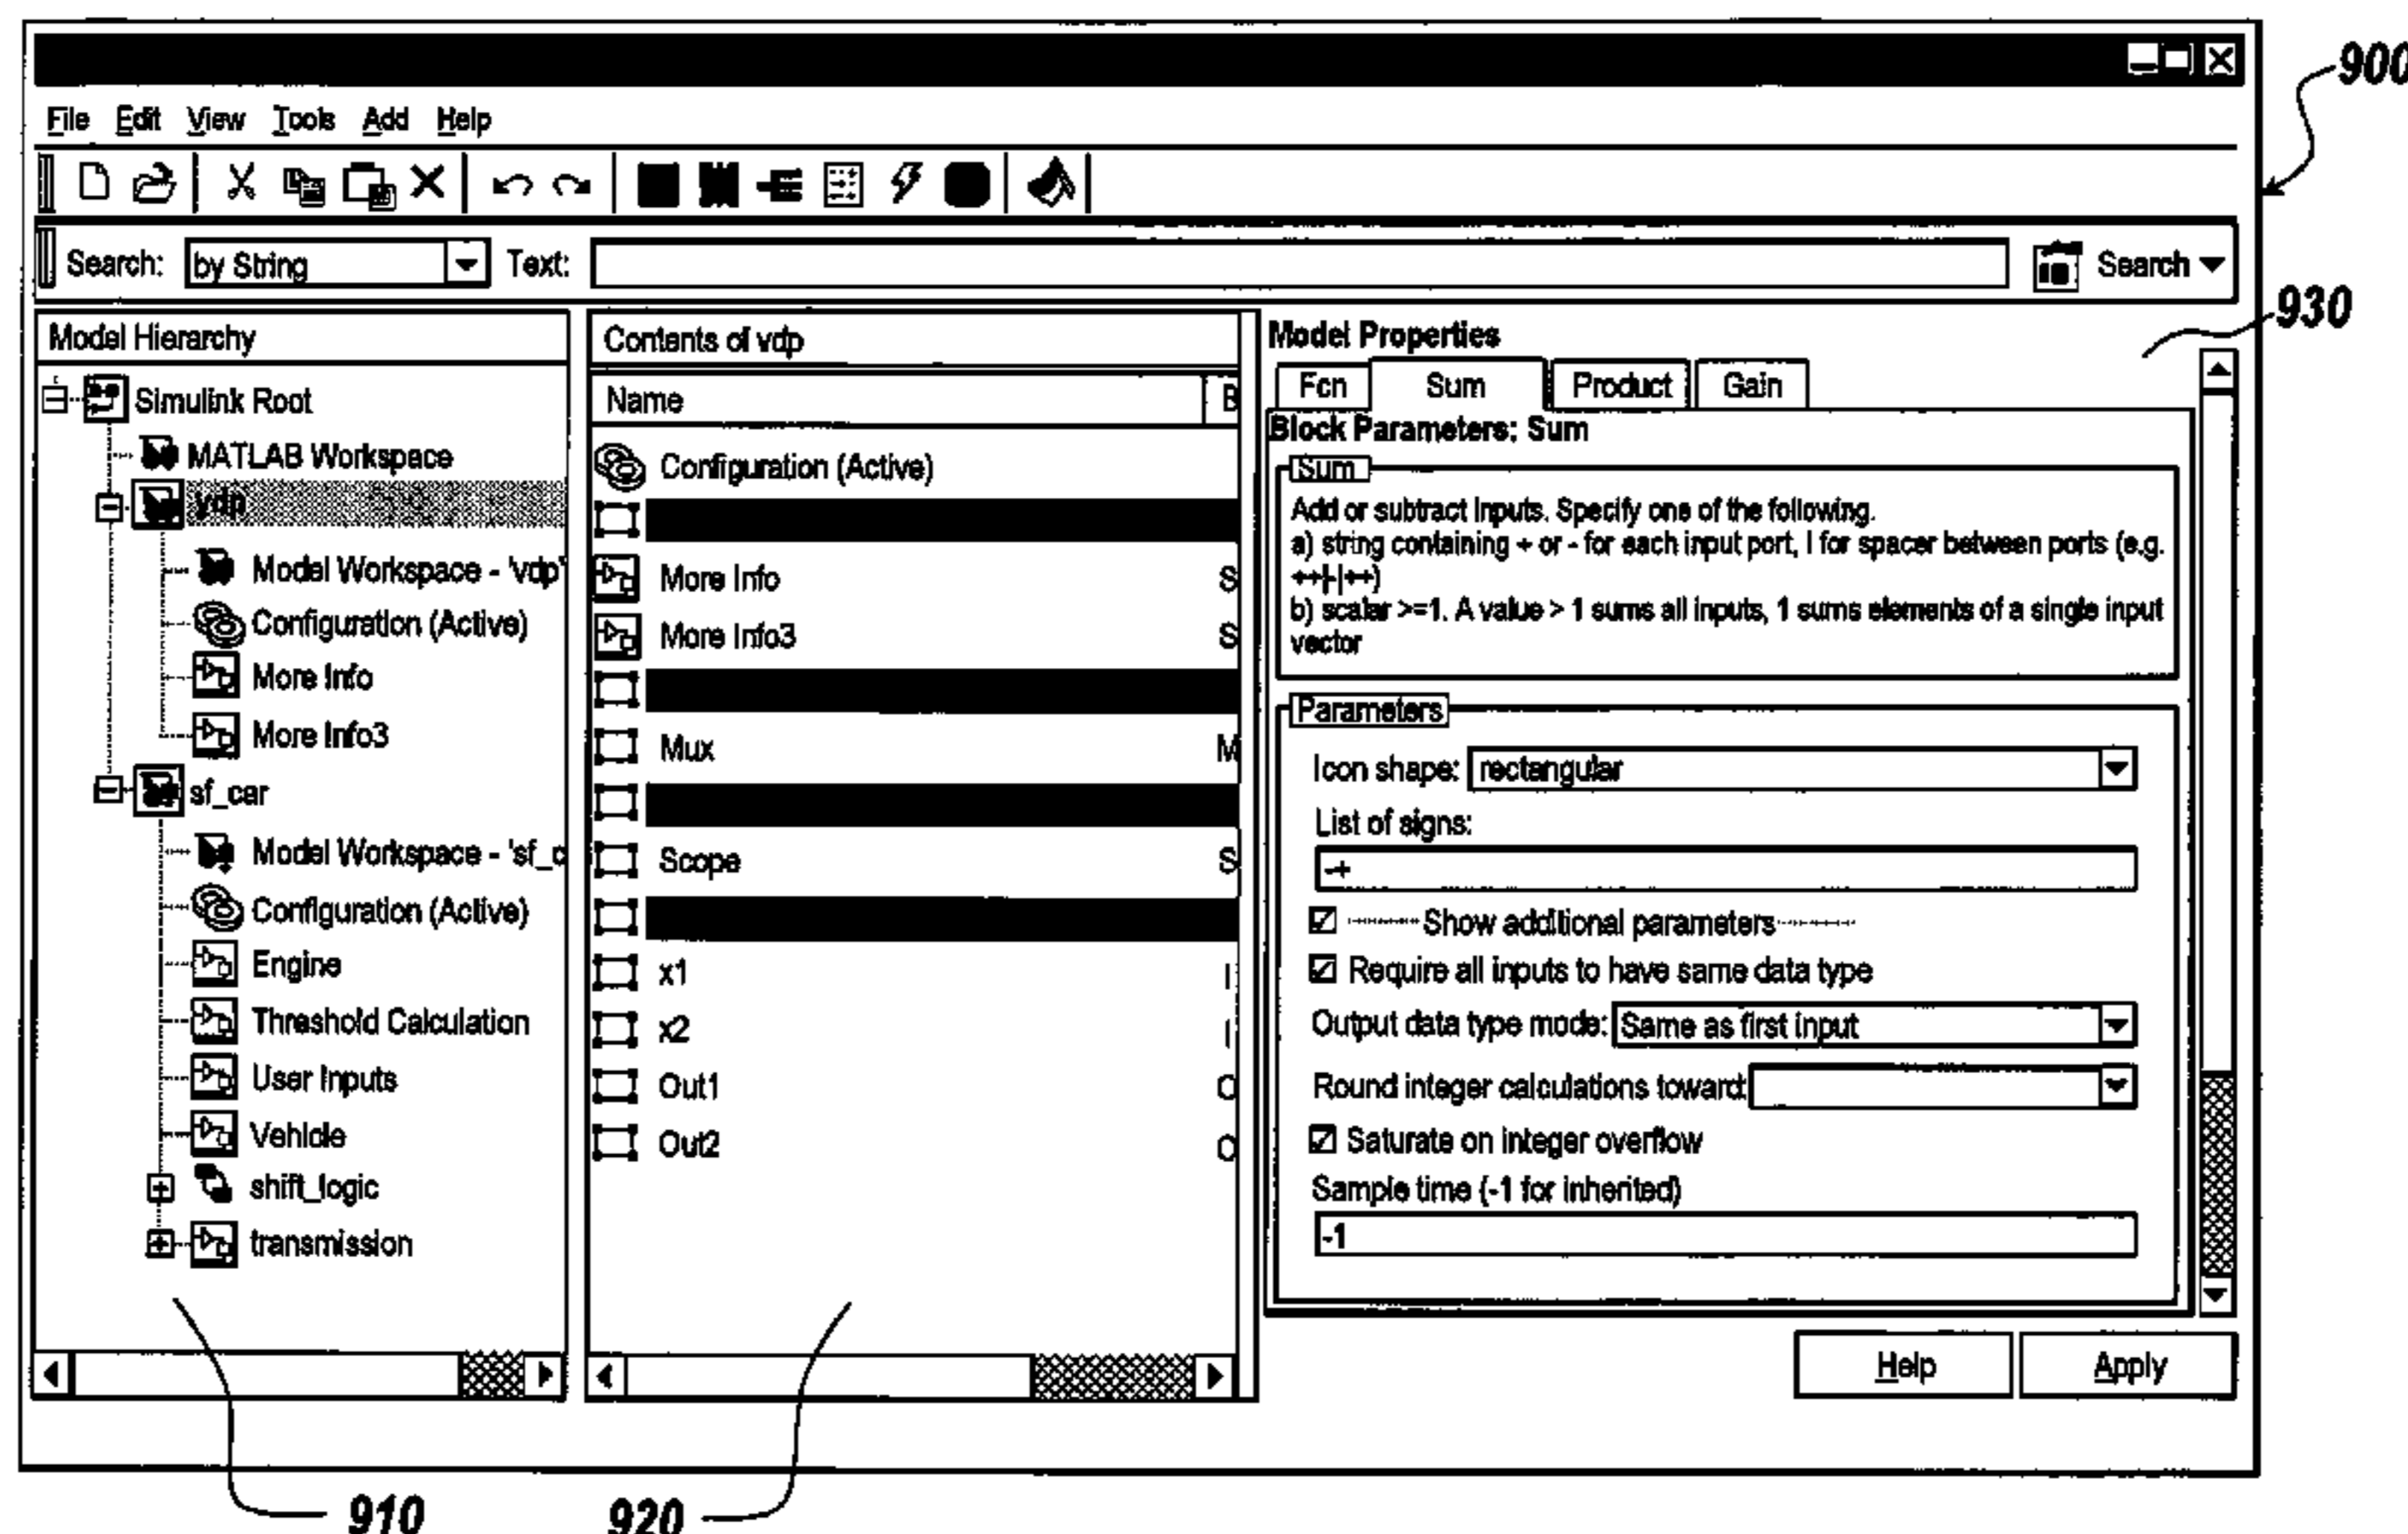 900
File Edit View Tools Add Help
Search: by String Text: Search
930
Model Hierarchy
Simulink Root
MATLAB Workspace
vdp
Model Workspace - 'vdp'
Configuration (Active)
More Info
More Info3
sf_car
Model Workspace - 'sf_c
Configuration (Active)
Engine
Threshold Calculation
User Inputs
Vehicle
shift_logic
transmission
910
Contents of vdp
Name B
Configuration (Active)
More Info S
More Info3 S
Mux M
Scope S
x1 I
x2 I
Out1 O
Out2 O
920
Model Properties
Fcn Sum Product Gain
Block Parameters: Sum
Sum
Add or subtract inputs. Specify one of the following.
a) string containing + or - for each input port, I for spacer between ports (e.g.
++|-|++)
b) scalar >=1. A value > 1 sums all inputs, 1 sums elements of a single input
vector
Parameters
Icon shape: rectangular
List of signs:
-+
Show additional parameters
Require all inputs to have same data type
Output data type mode: Same as first input
Round integer calculations toward:
Saturate on integer overflow
Sample time (-1 for inherited)
-1
Help Apply